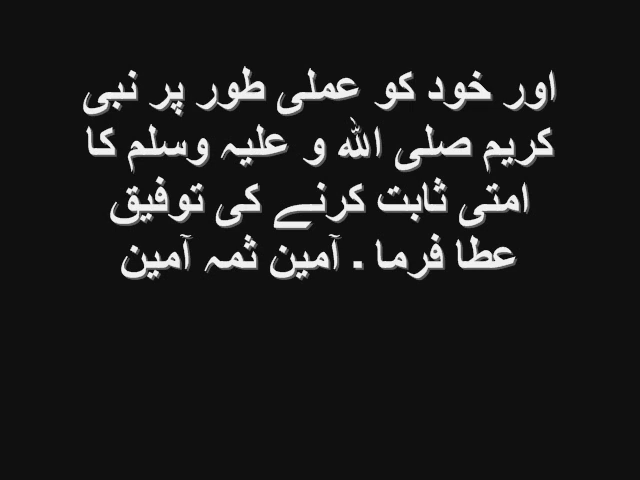 اور خود کو عملی طور پر نبی
کریم صلی اللہ و علیہ وسلم کا
امتی ثابت کرنے کی توفیق
عطا فرما . آمین ثمہ آمین